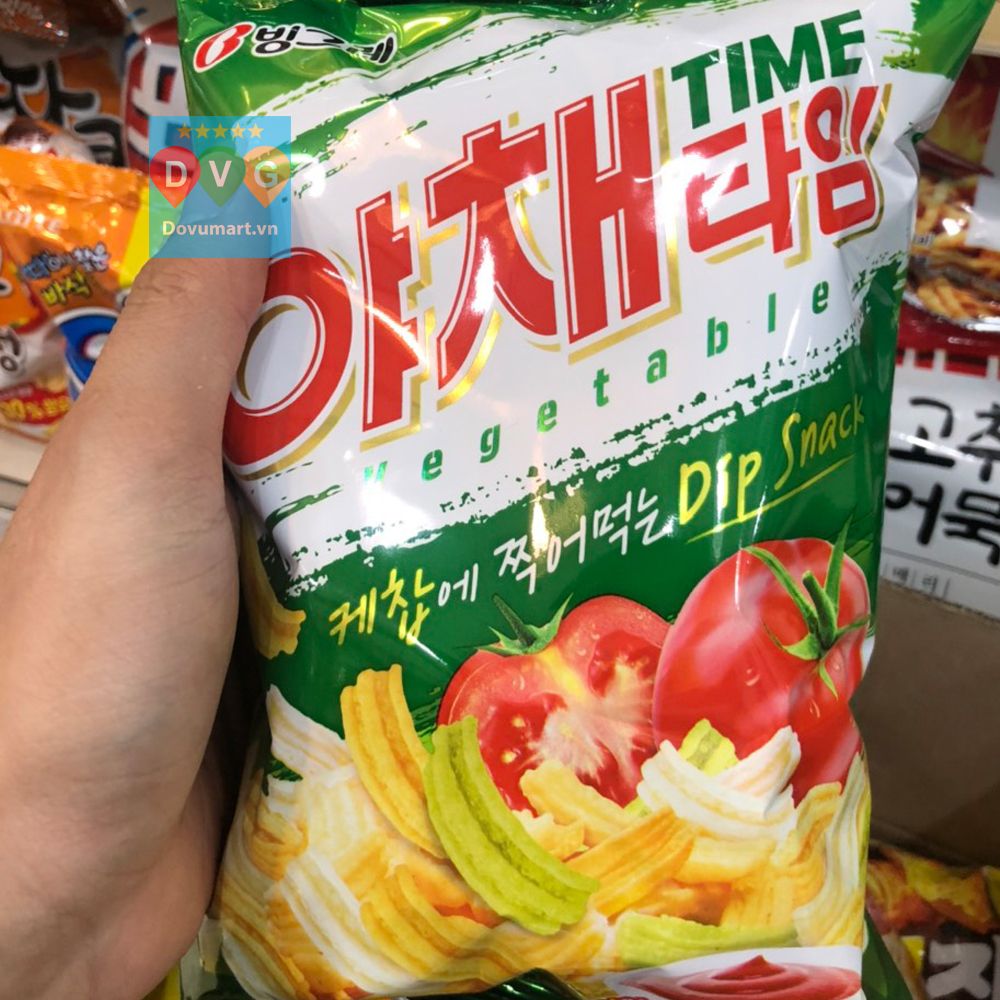 빙그레
TIME
야채타임
vegetable
케찹에 찍어먹는 Dip Snack
★★★★★
DVG
Dovumart.vn
고추
어묵